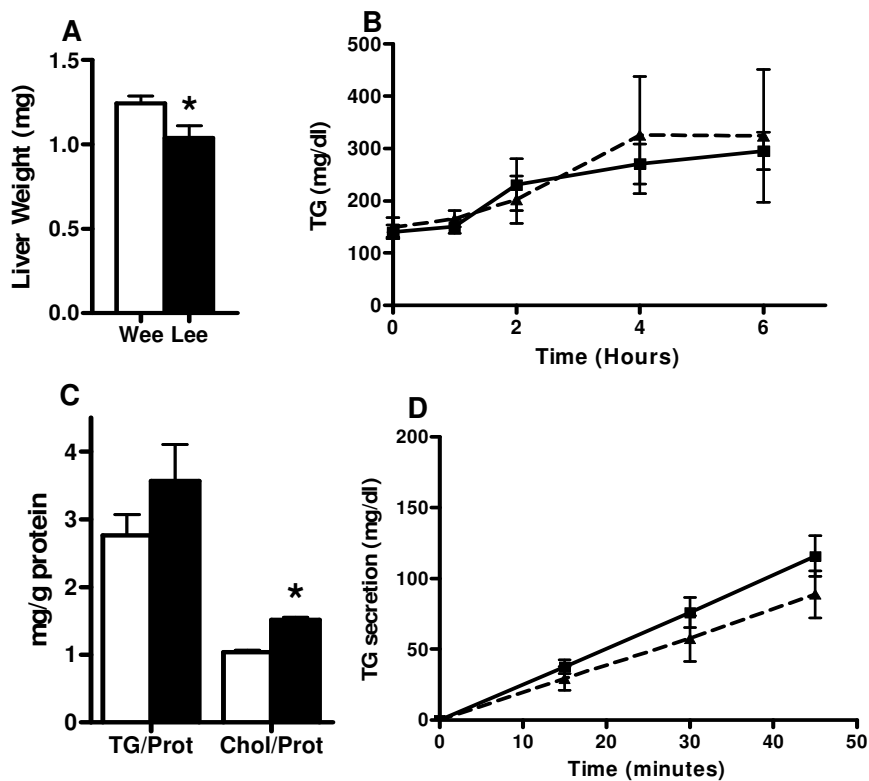 A
Liver Weight (mg)
1.5
1.0
0.5
0.0
*
Wee Lee
B
TG (mg/dl)
500
400
300
200
100
0
0 2 4 6
Time (Hours)
C
mg/g protein
4
3
2
1
0
*
TG/Prot Chol/Prot
D
TG secretion (mg/dl)
200
150
100
50
0
0 10 20 30 40 50
Time (minutes)